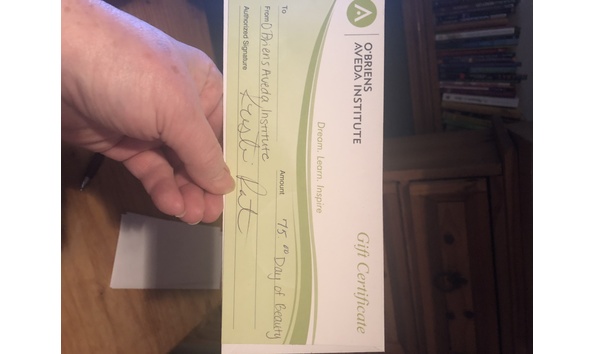 O'BRIENS
AVEDA INSTITUTE
Gift Certificate
Dream. Learn. Inspire
To
Amount 75 00 Day of Beauty
From O'Briens Aveda Institute
Authorized Signature